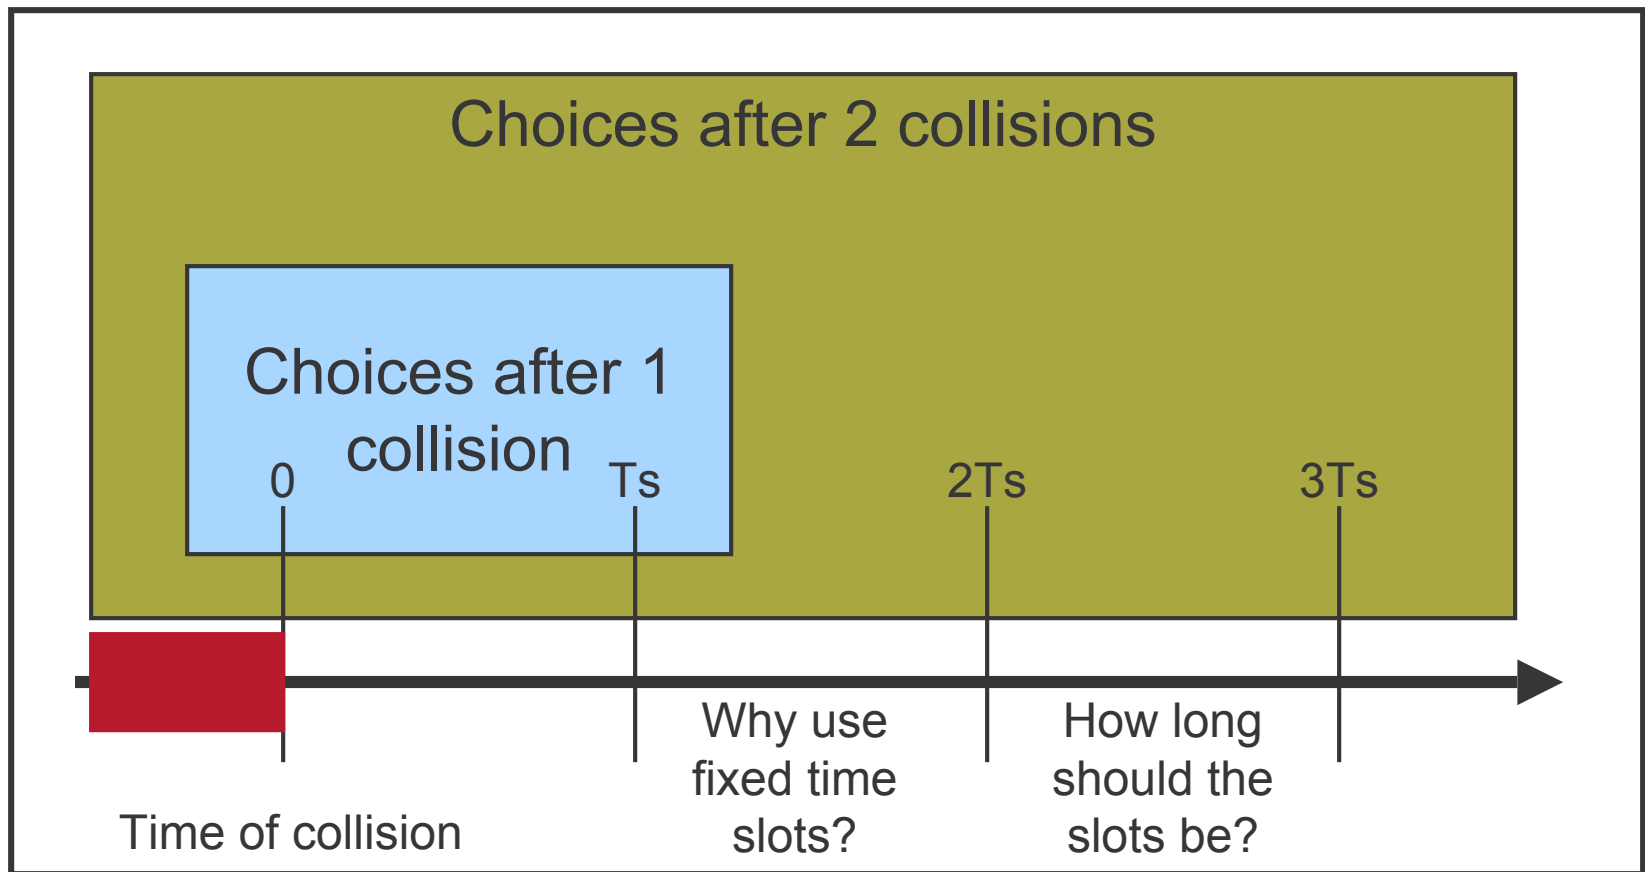 Choices after 2 collisions
Choices after 1
collision
0
Ts
2Ts
3Ts
Time of collision
Why use
fixed time
slots?
How long
should the
slots be?